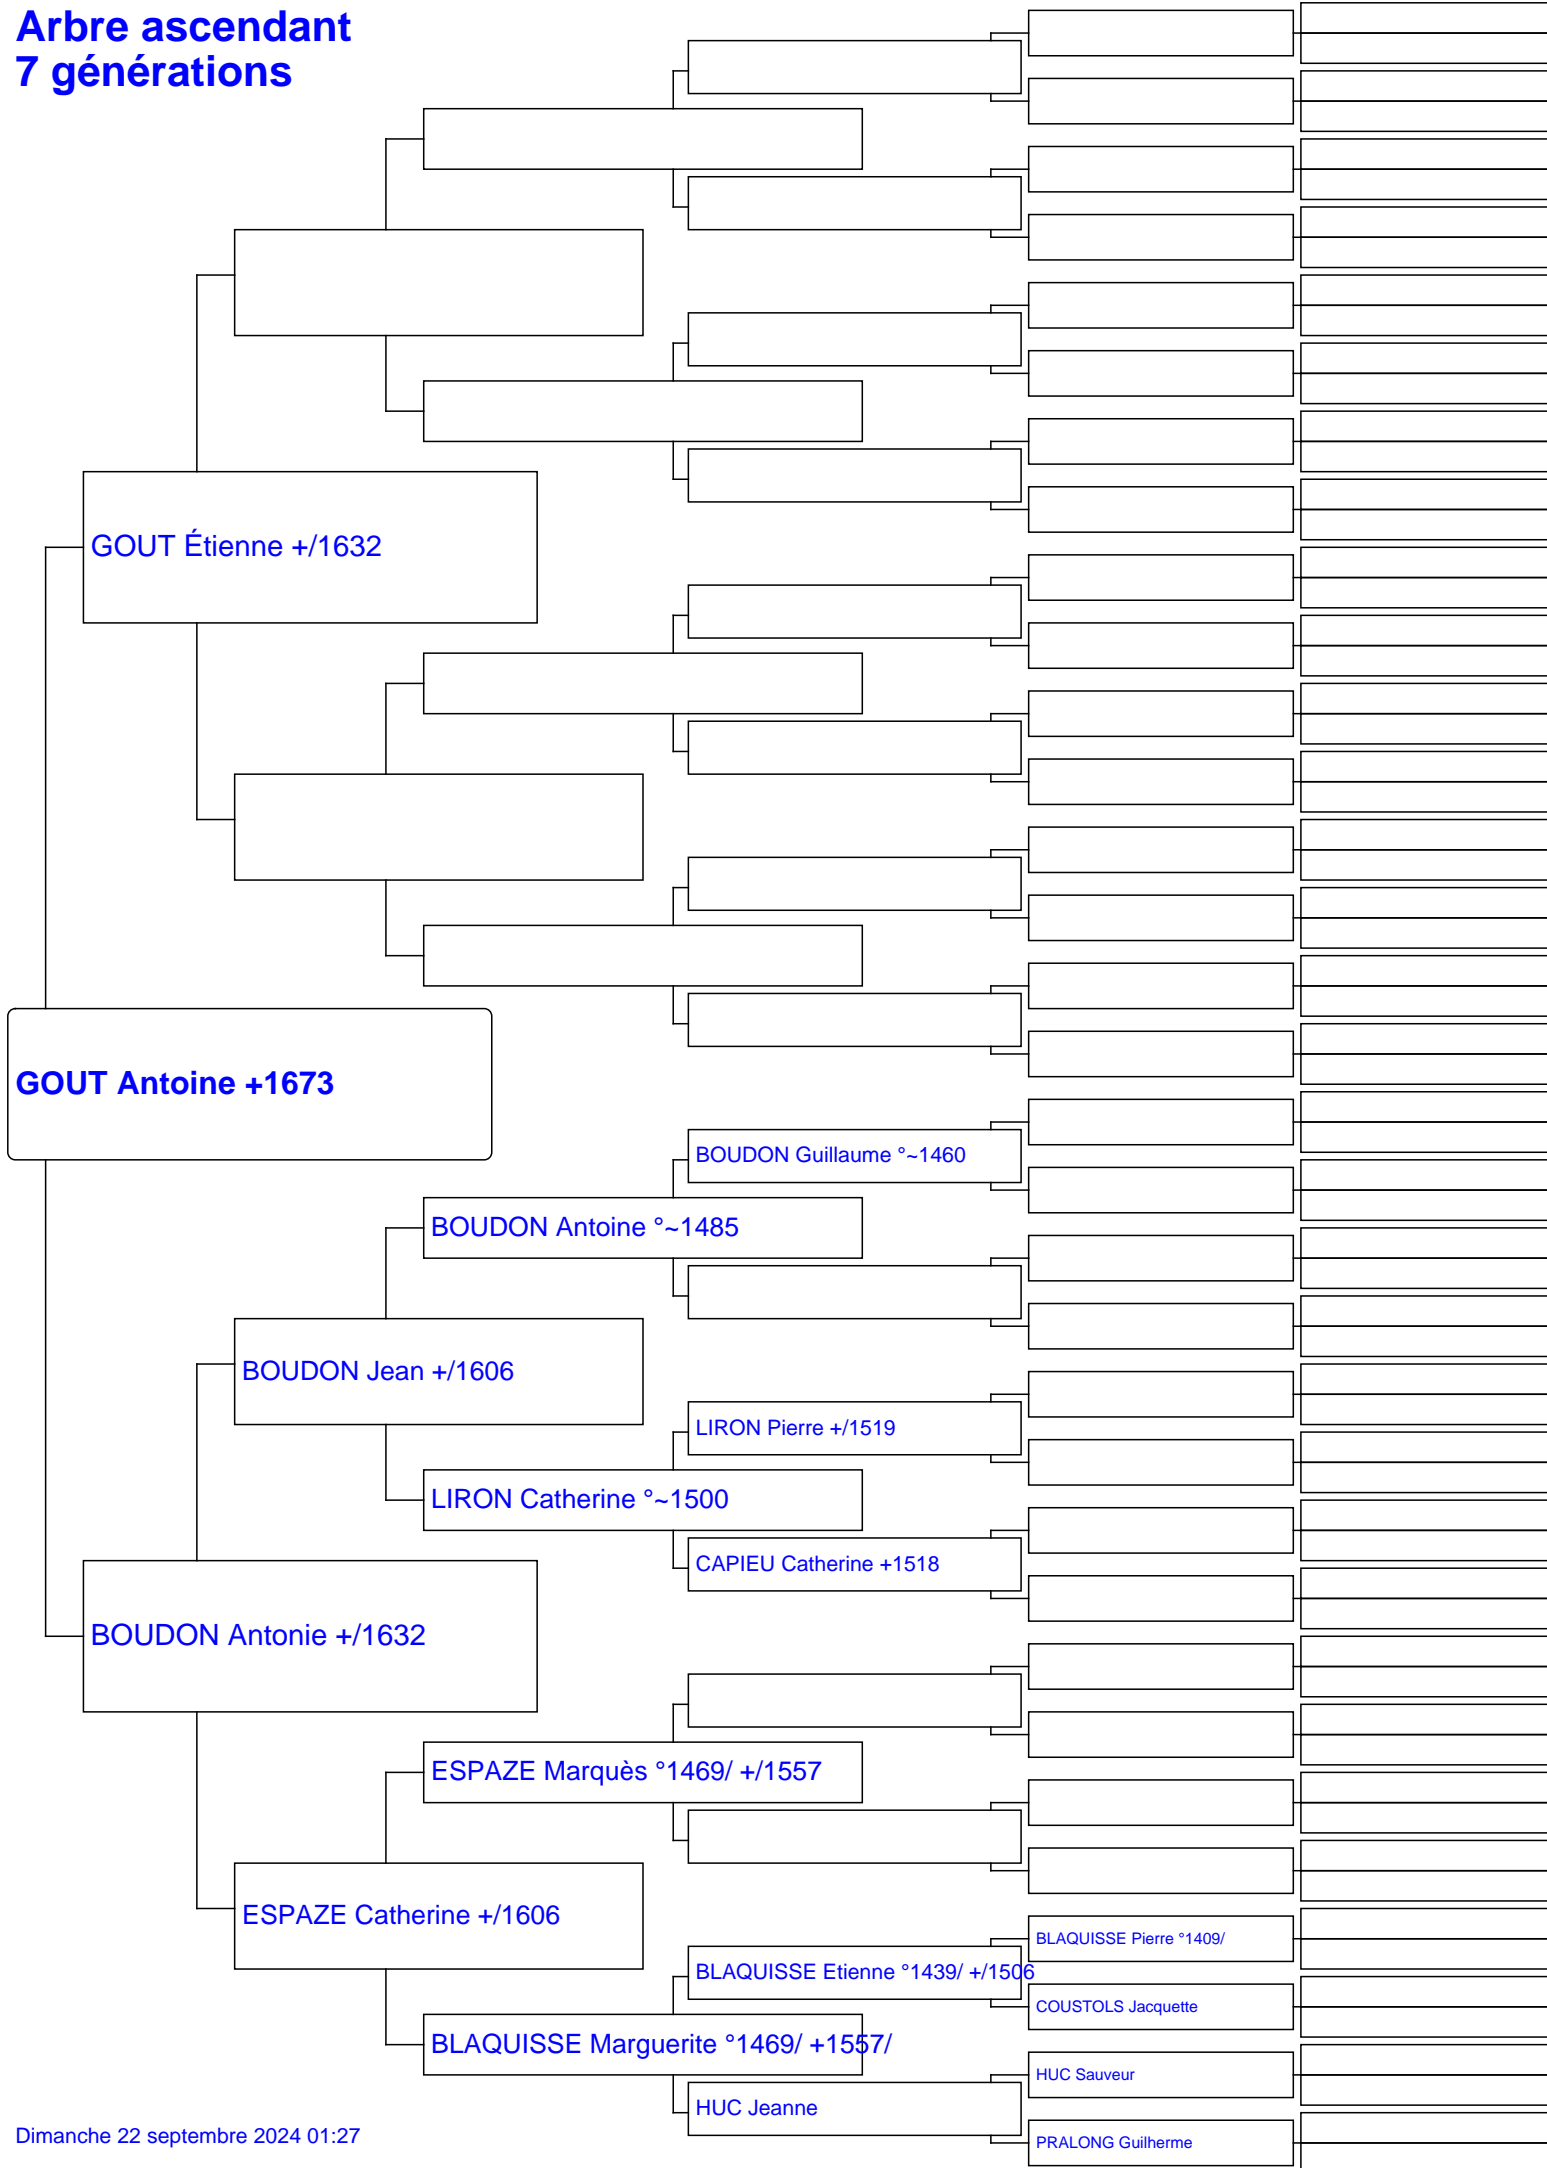 Arbre ascendant
7 générations
GOUT Étienne +/1632
GOUT Antoine +1673
BOUDON Guillaume °~1460
BOUDON Antoine °~1485
BOUDON Jean +/1606
LIRON Pierre +/1519
LIRON Catherine °~1500
CAPIEU Catherine +1518
BOUDON Antonie +/1632
ESPAZE Marquès °1469/ +/1557
ESPAZE Catherine +/1606
BLAQUISSE Pierre °1409/
BLAQUISSE Etienne °1439/ +/1506
COUSTOLS Jacquette
BLAQUISSE Marguerite °1469/ +1557/
HUC Sauveur
HUC Jeanne
PRALONG Guilherme
Dimanche 22 septembre 2024 01:27